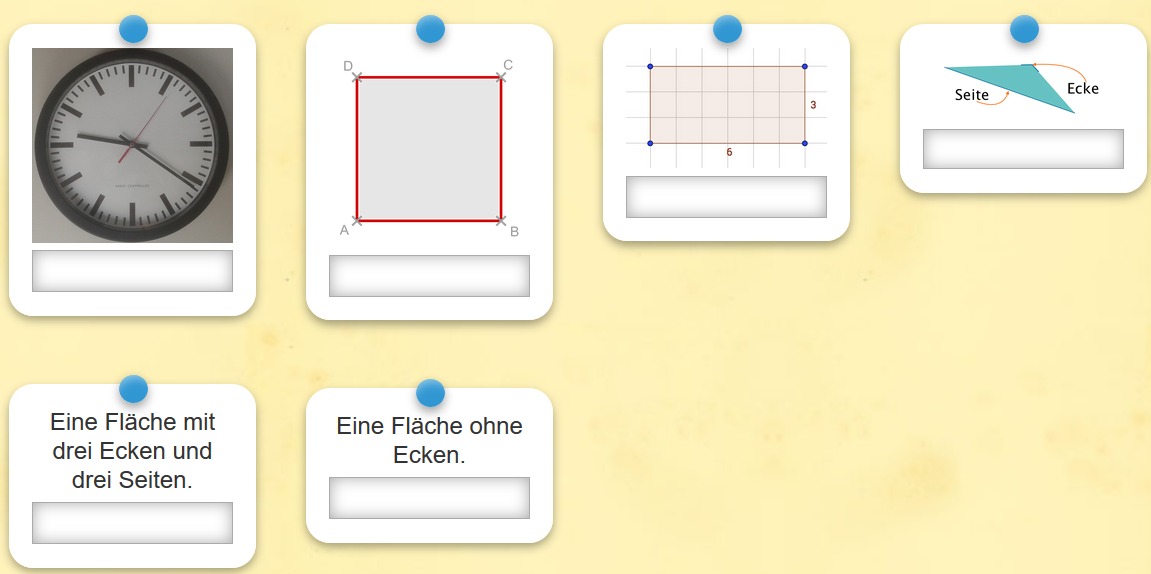 D
C
A
B
3
6
Seite
Ecke
Eine Fläche mit
drei Ecken und
drei Seiten.
Eine Fläche ohne
Ecken.